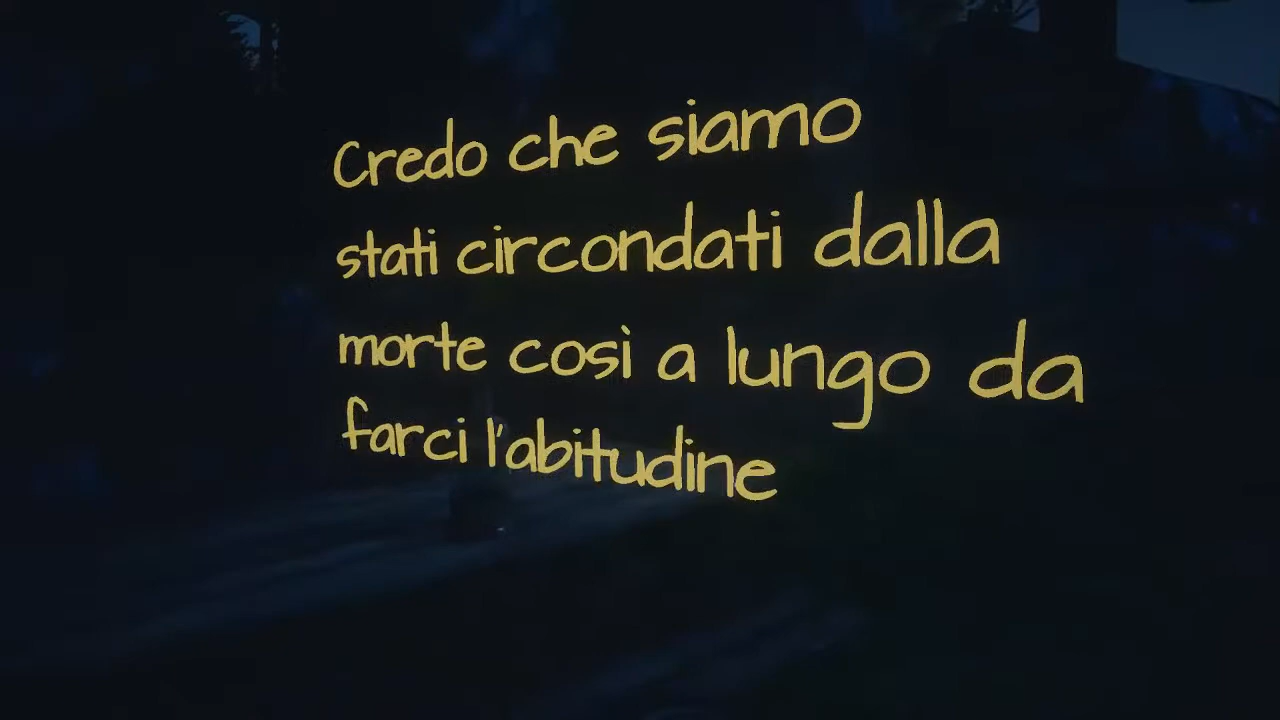 Credo che siamo
stati circondati dalla
morte così a lungo da
farci l'abitudine